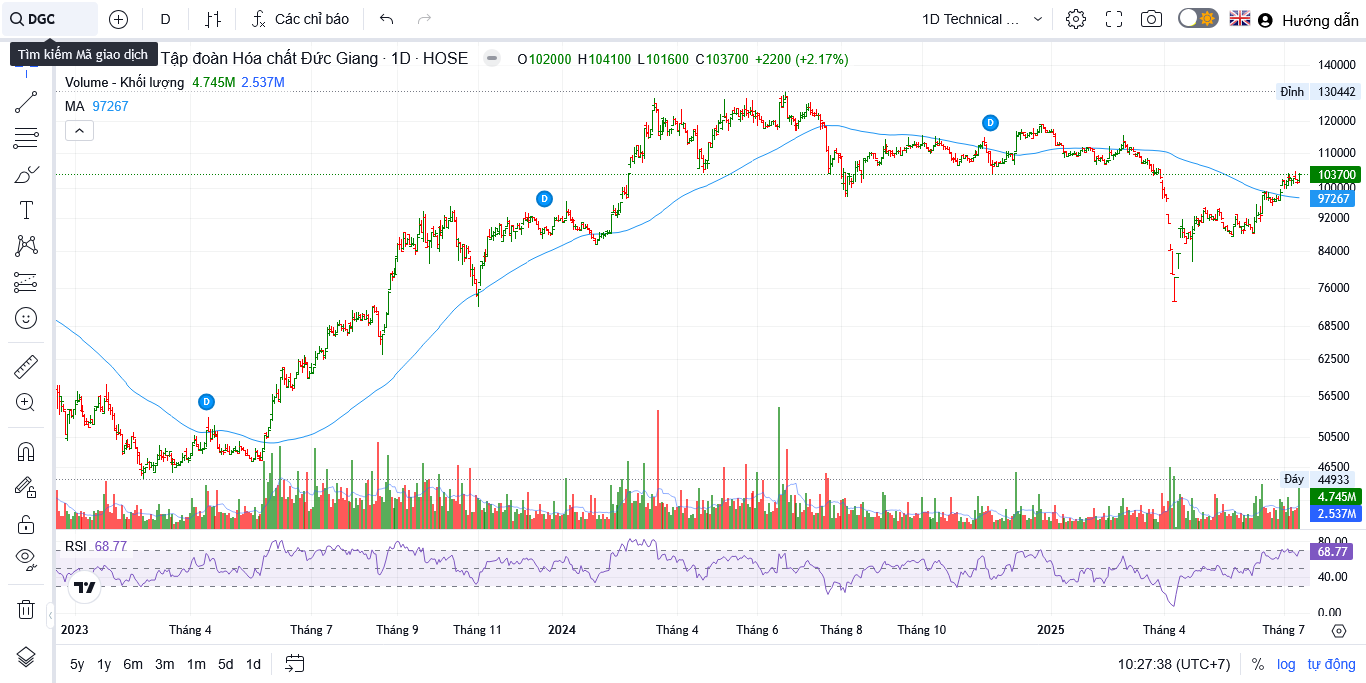 DGC
D
Các chỉ báo
1D Technical ...
Hướng dẫn
Tìm kiếm Mã giao dịch
Tập đoàn Hóa chất Đức Giang · 1D · HOSE
O102000 H104100 L101600 C103700 +2200 (+2.17%)
Volume - Khối lượng 4.745M 2.537M
MA 97267
140000
Đỉnh 130442
120000
110000
103700
100000
97267
92000
84000
76000
68500
62500
56500
50500
46500
Đáy 44933
4.745M
2.537M
D
D
D
RSI 68.77
80.00
68.77
40.00
0.00
2023 Tháng 4 Tháng 7 Tháng 9 Tháng 11 2024 Tháng 4 Tháng 6 Tháng 8 Tháng 10 2025 Tháng 4 Tháng 7
5y 1y 6m 3m 1m 5d 1d
10:27:38 (UTC+7) % log tự động